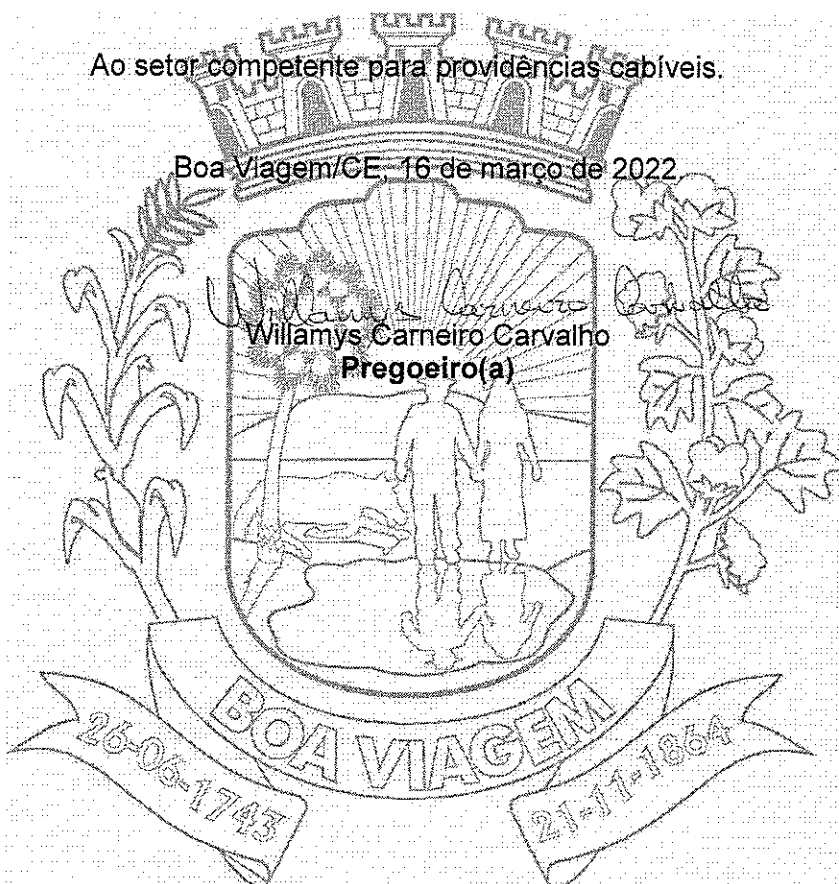 Ao setor competente para providências cabíveis.
Boa Viagem/CE, 16 de março de 2022.
Willamys Carneiro Carvalho
Willamys Carneiro Carvalho
Pregoeiro(a)
BOA VIAGEM
26-06-1743
21-11-1864